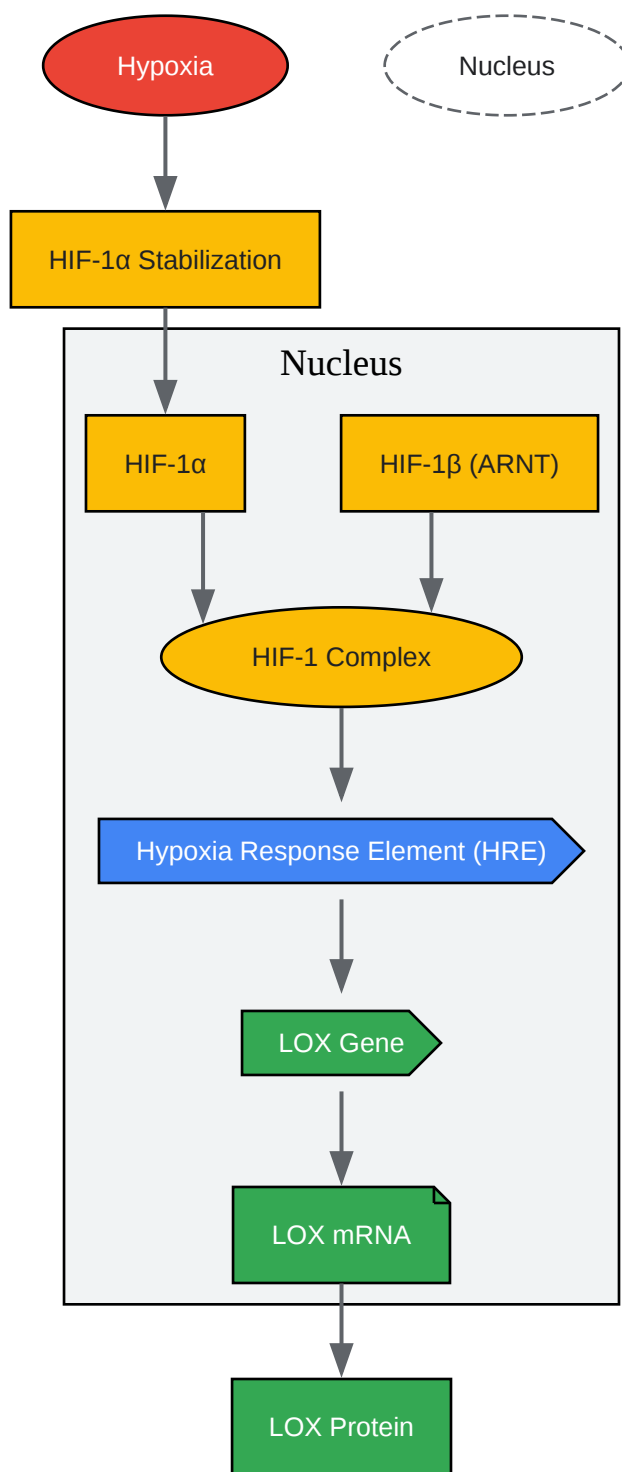 Hypoxia
Nucleus
HIF-1α Stabilization
Nucleus
HIF-1α
HIF-1β (ARNT)
HIF-1 Complex
Hypoxia Response Element (HRE)
LOX Gene
LOX mRNA
LOX Protein